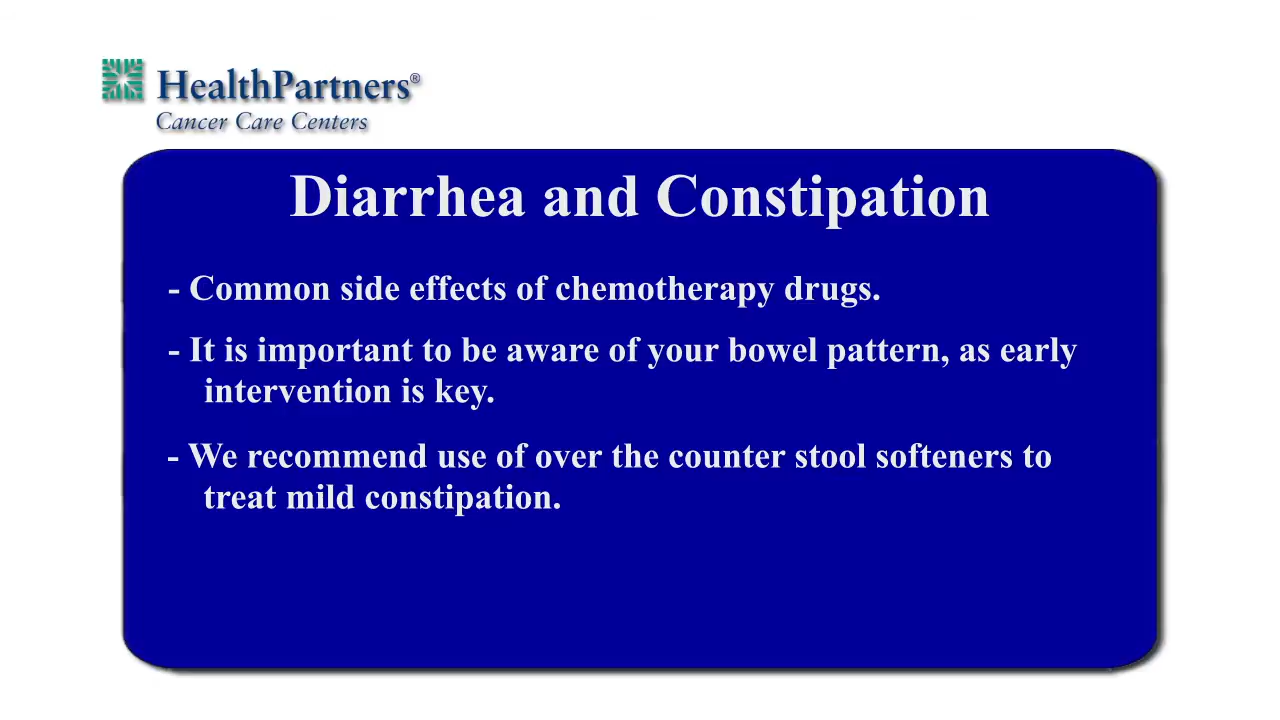 HealthPartners®
Cancer Care Centers
Diarrhea and Constipation
- Common side effects of chemotherapy drugs.
- It is important to be aware of your bowel pattern, as early
intervention is key.
- We recommend use of over the counter stool softeners to
treat mild constipation.